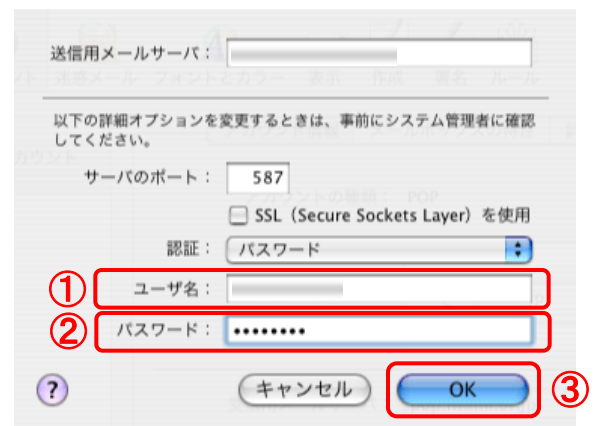 送信用メールサーバ：
以下の詳細オプションを変更するときは、事前にシステム管理者に確認
してください。
サーバのポート： 587
SSL（Secure Sockets Layer）を使用
認証： パスワード
① ユーザ名：
② パスワード： ••••••••
? キャンセル OK ③